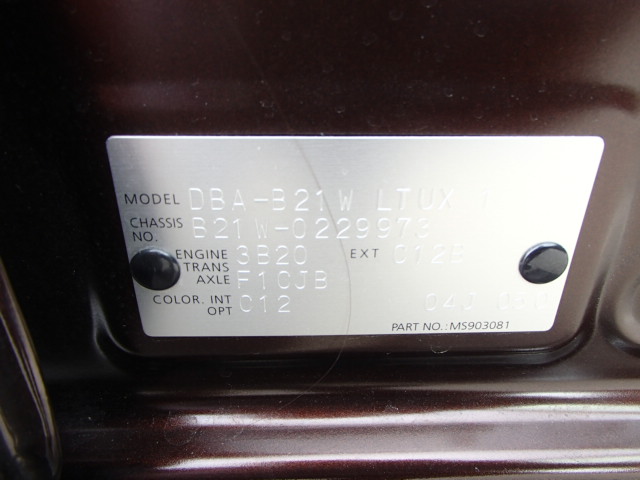 MODEL DBA-B21W LTUX
CHASSIS NO. B21W-0229973
ENGINE 3B20 EXT C12B
TRANS AXLE F1CJB
COLOR. INT OPT C12 04J
PART NO.: MS903081